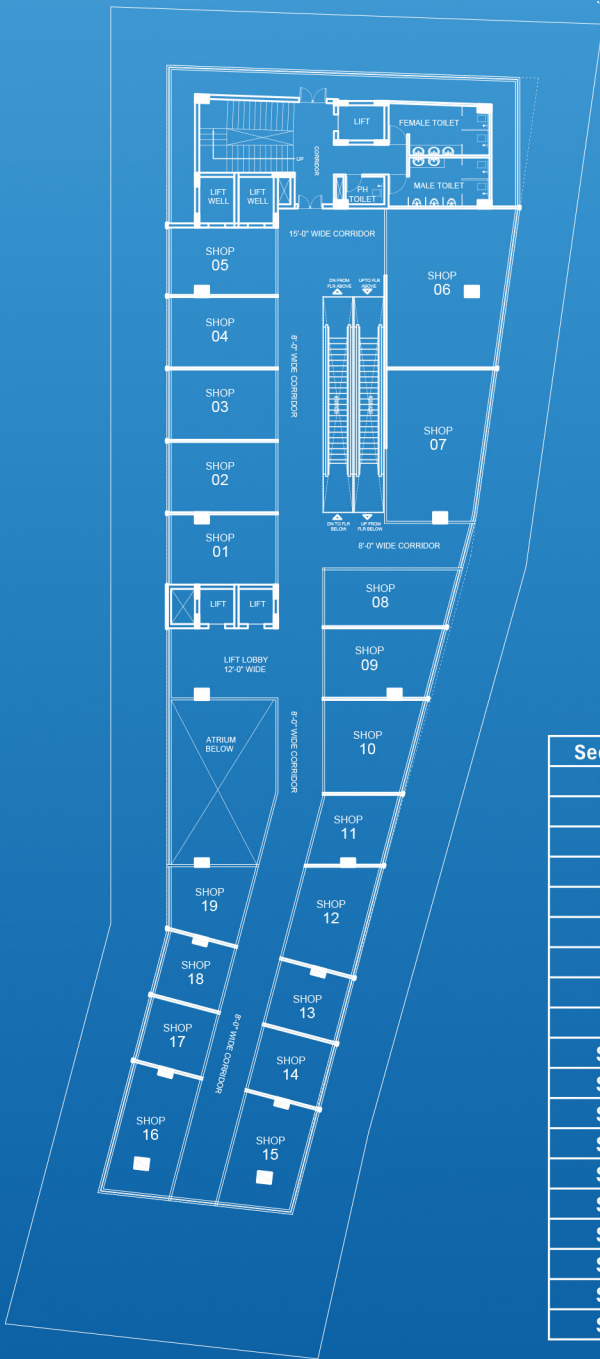 LIFT
FEMALE TOILET
CORRIDOR
UP
LIFT
WELL
LIFT
WELL
PH
TOILET
MALE TOILET
15'-0" WIDE CORRIDOR
SHOP
05
SHOP
06
DN FROM
FLR ABOVE
UPTO FLR
ABOVE
SHOP
04
8'-0" WIDE CORRIDOR
SHOP
03
SHOP
07
SHOP
02
DN TO FLR
BELOW
UP FROM
FLR BELOW
SHOP
01
8'-0" WIDE CORRIDOR
SHOP
08
LIFT
LIFT
LIFT LOBBY
12'-0" WIDE
SHOP
09
8'-0" WIDE CORRIDOR
ATRIUM
BELOW
SHOP
10
SHOP
11
SHOP
19
SHOP
12
SHOP
18
SHOP
13
SHOP
17
8'-0" WIDE CORRIDOR
SHOP
14
SHOP
16
SHOP
15